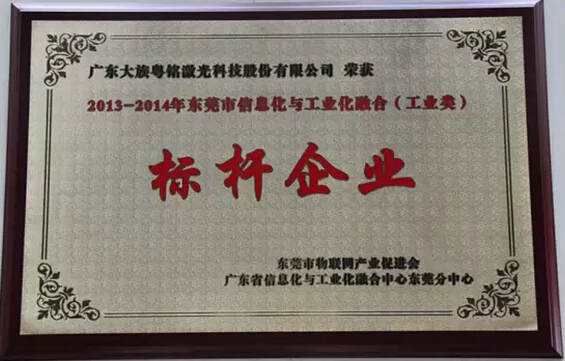 广东大族粤铭激光科技股份有限公司 荣获
2013-2014年东莞市信息化与工业化融合（工业类）
标杆企业
东莞市物联网产业促进会
广东省信息化与工业化融合中心东莞分中心